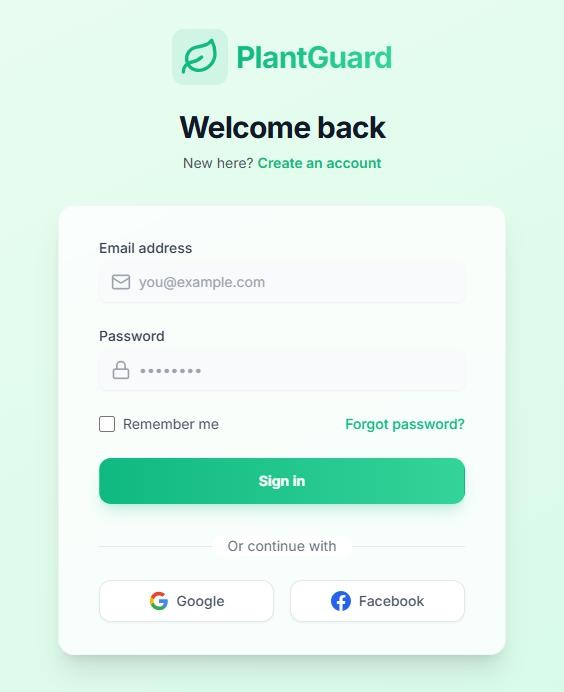 PlantGuard
Welcome back
New here? Create an account
Email address
you@example.com
Password
••••••••
Remember me Forgot password?
Sign in
Or continue with
Google Facebook